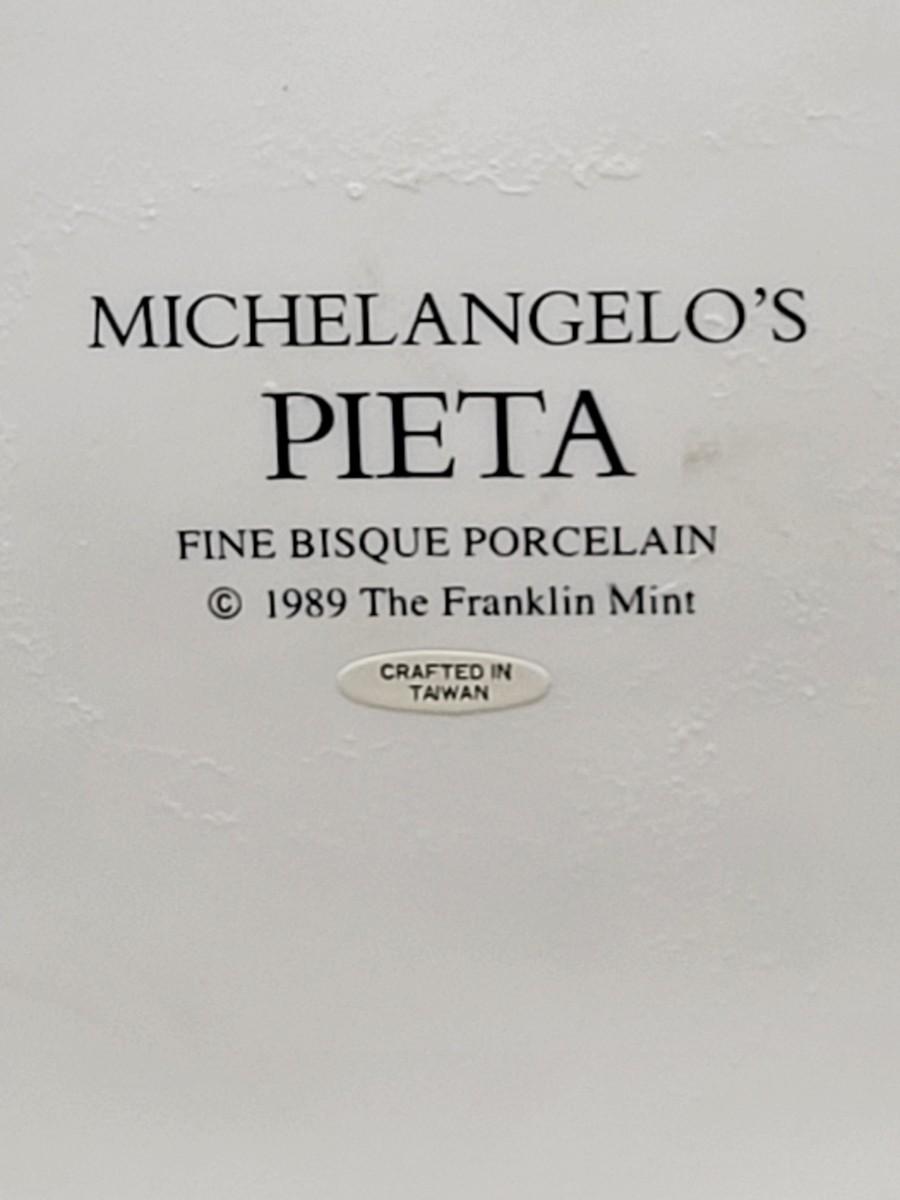 MICHELANGELO'S
PIETA
FINE BISQUE PORCELAIN
© 1989 The Franklin Mint
CRAFTED IN
TAIWAN